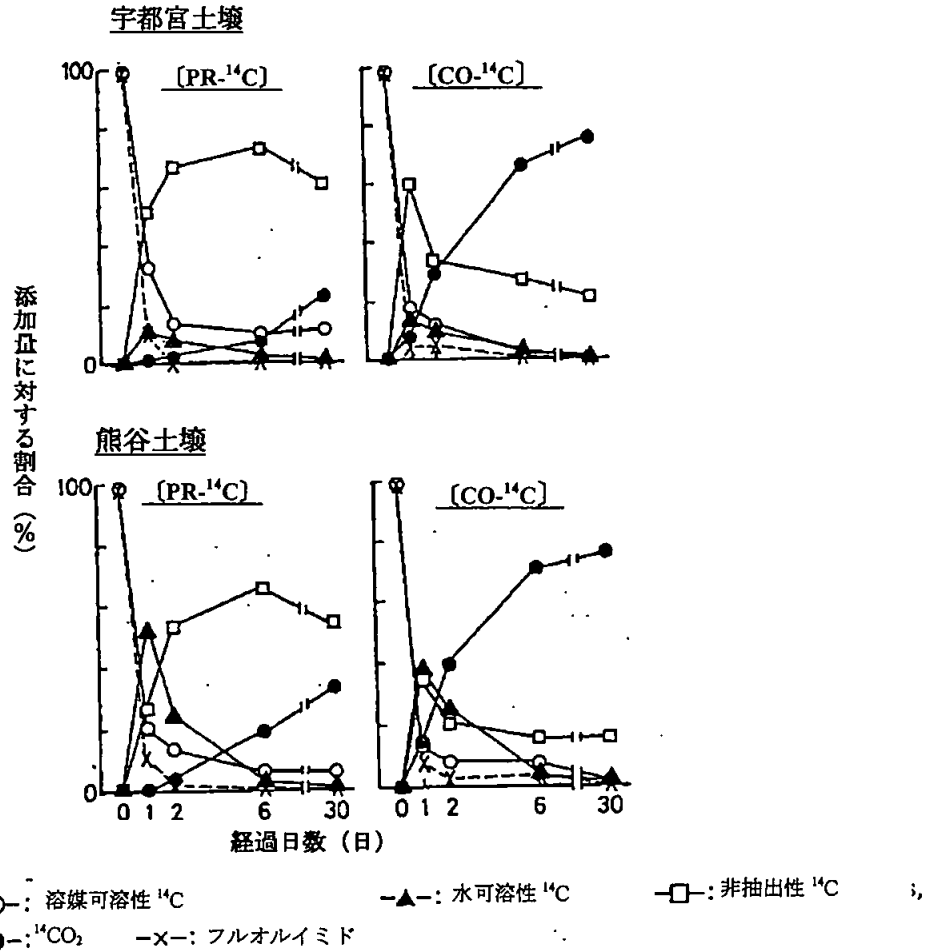 宇都宮土壌
100
〔PR-¹⁴C〕
〔CO-¹⁴C〕
0
添加量に対する割合（%）
熊谷土壌
100
〔PR-¹⁴C〕
〔CO-¹⁴C〕
0
0 1 2 6 30
0 1 2 6 30
経過日数（日）
-○-: 溶媒可溶性 ¹⁴C
-▲-: 水可溶性 ¹⁴C
-□-: 非抽出性 ¹⁴C
-●-: ¹⁴CO₂
-×-: フルオルイミド